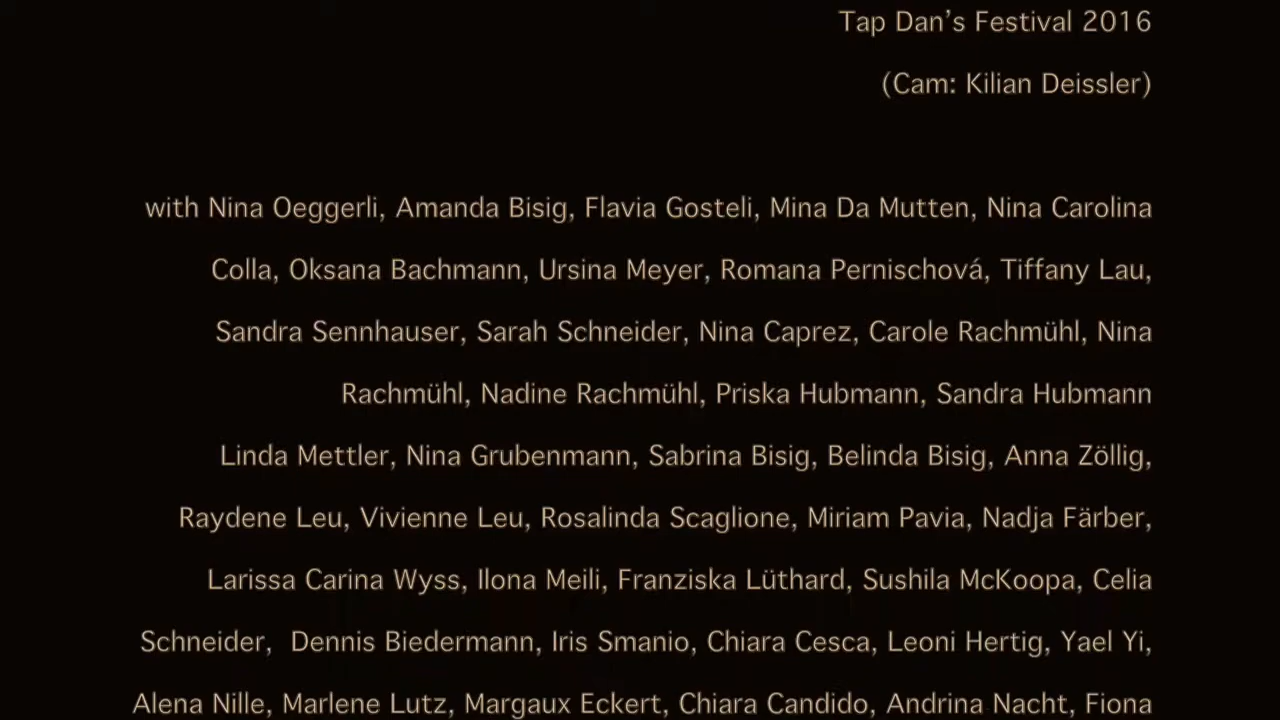 Tap Dan’s Festival 2016
(Cam: Kilian Deissler)
with Nina Oeggerli, Amanda Bisig, Flavia Gosteli, Mina Da Mutten, Nina Carolina
Colla, Oksana Bachmann, Ursina Meyer, Romana Pernischová, Tiffany Lau,
Sandra Sennhauser, Sarah Schneider, Nina Caprez, Carole Rachmühl, Nina
Rachmühl, Nadine Rachmühl, Priska Hubmann, Sandra Hubmann
Linda Mettler, Nina Grubenmann, Sabrina Bisig, Belinda Bisig, Anna Zöllig,
Raydene Leu, Vivienne Leu, Rosalinda Scaglione, Miriam Pavia, Nadja Färber,
Larissa Carina Wyss, Ilona Meili, Franziska Lüthard, Sushila McKoopa, Celia
Schneider,  Dennis Biedermann, Iris Smanio, Chiara Cesca, Leoni Hertig, Yael Yi,
Alena Nille, Marlene Lutz, Margaux Eckert, Chiara Candido, Andrina Nacht, Fiona